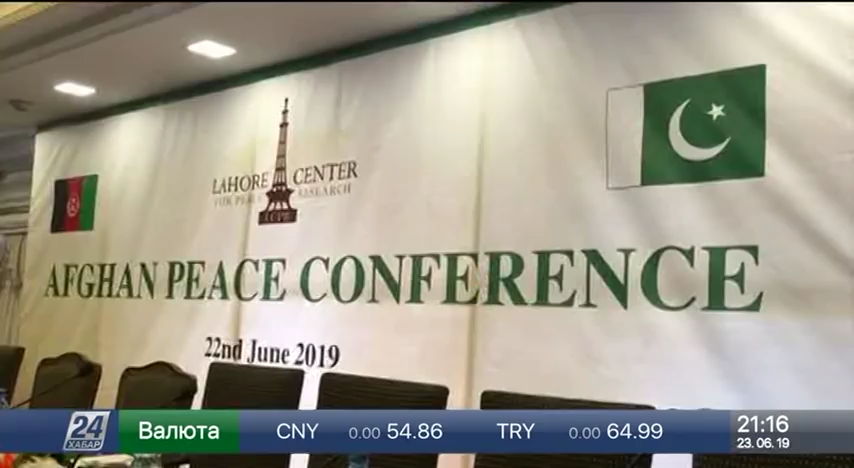 LAHORE CENTER
FOR PEACE RESEARCH
LCPR
AFGHAN PEACE CONFERENCE
22nd June 2019
24 ХАБАР
Валюта
CNY 0.00 54.86
TRY 0.00 64.99
21:16
23.06.19